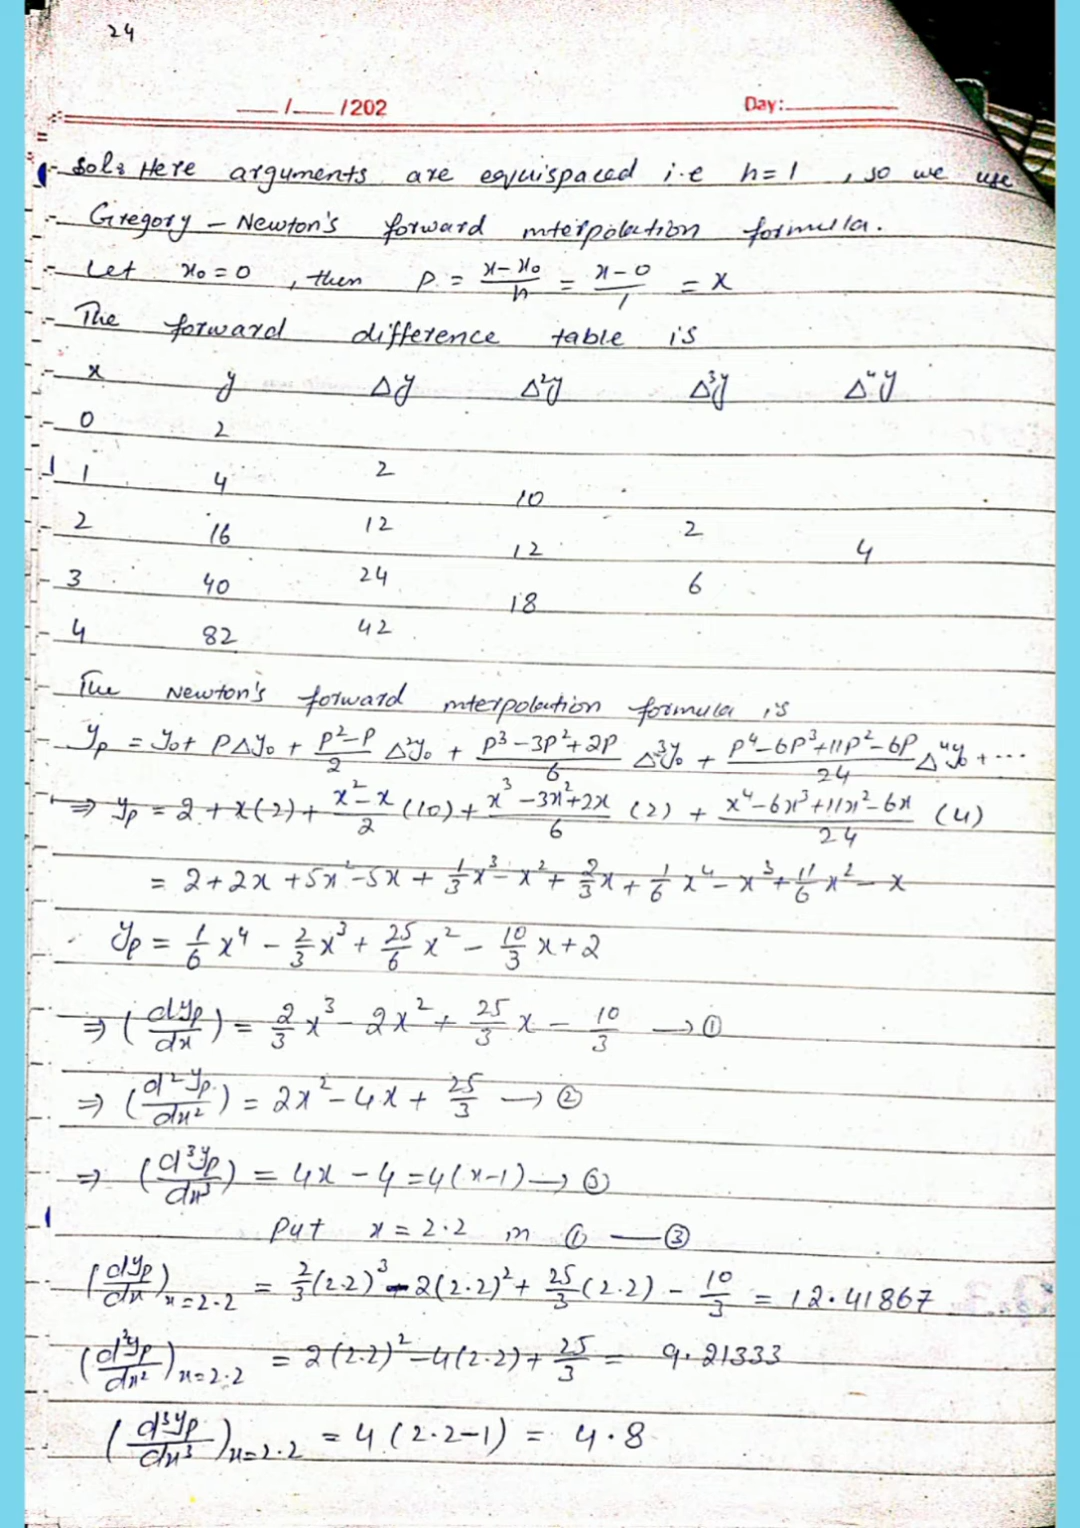 24
/ /202 Day:
Sol: Here arguments are equispaced i.e h=1 , so we use
Gregory - Newton's forward interpolation formula.
Let x₀=0 , then P = (x-x₀)/h = (x-0)/1 = x
The forward difference table is
x y Δy Δ²y Δ³y Δ⁴y
0 2
1 4 2 10
2 16 12 12 2 4
3 40 24 18 6
4 82 42
The Newton's forward interpolation formula is
yp = y₀+ PΔy₀ + (P²-P)/2 Δ²y₀ + (P³-3P²+2P)/6 Δ³y₀ + (P⁴-6P³+11P²-6P)/24 Δ⁴y₀ + ...
⇒ yp = 2 + x(2) + (x²-x)/2 (10) + (x³-3x²+2x)/6 (2) + (x⁴-6x³+11x²-6x)/24 (4)
= 2+2x+5x²-5x + 1/3 x³ - x² + 2/3 x + 1/6 x⁴ - x³ + 11/6 x² - x
yp = 1/6 x⁴ - 2/3 x³ + 25/6 x² - 10/3 x + 2
⇒ (dyp/dx) = 2/3 x³ - 2x² + 25/3 x - 10/3 → ①
⇒ (d²yp/dx²) = 2x² - 4x + 25/3 → ②
⇒ (d³yp/dx³) = 4x - 4 = 4(x-1) → ③
Put x = 2.2 in ① — ③
(dyp/dx)x=2.2 = 2/3 (2.2)³ - 2(2.2)² + 25/3 (2.2) - 10/3 = 12.41867
(d²yp/dx²)x=2.2 = 2(2.2)² - 4(2.2) + 25/3 = 9.21333
(d³yp/dx³)x=2.2 = 4(2.2-1) = 4.8